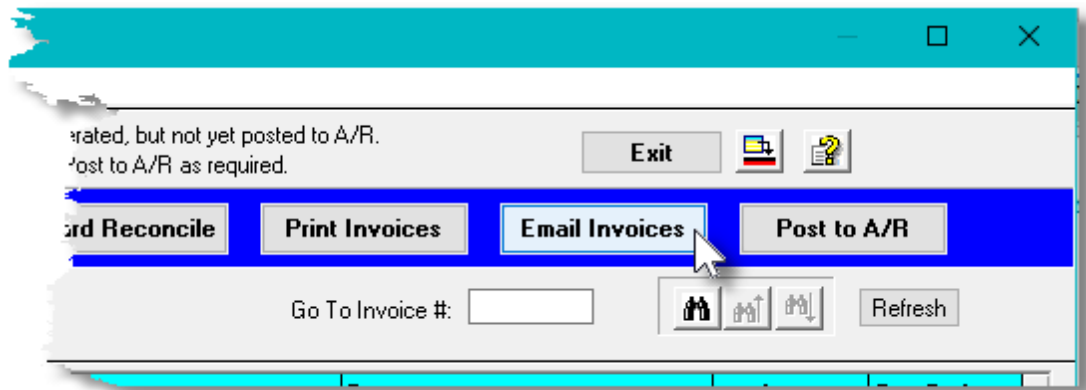 erated, but not yet posted to A/R.
Post to A/R as required.
Exit
rd Reconcile Print Invoices Email Invoices Post to A/R
Go To Invoice #: Refresh